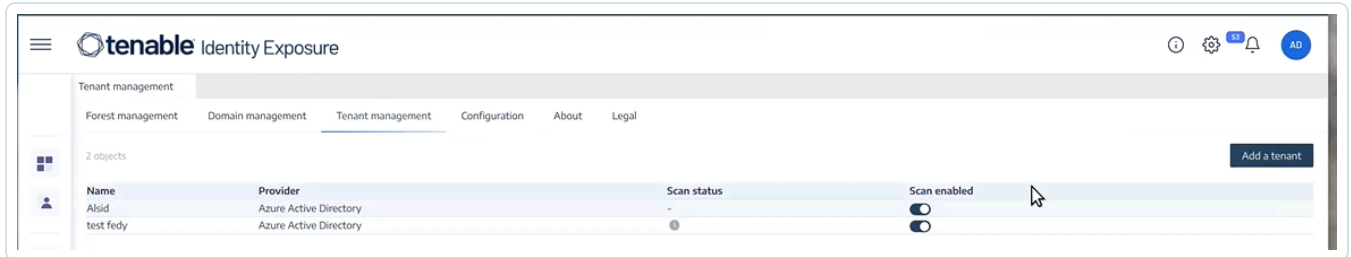 tenable Identity Exposure
53
AD
Tenant management
Forest management Domain management Tenant management Configuration About Legal
2 objects
Add a tenant
Name Provider Scan status Scan enabled
Alsid Azure Active Directory -
test fedy Azure Active Directory